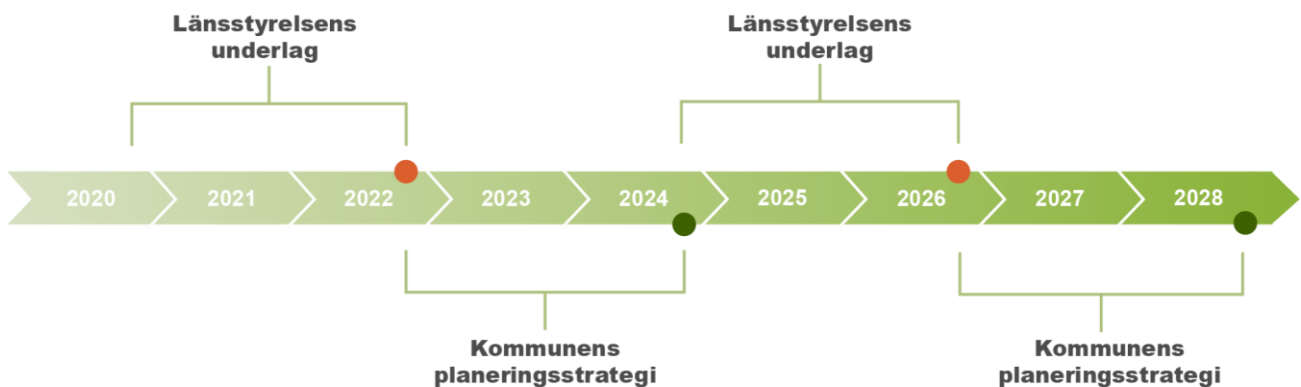 Länsstyrelsens
underlag
Länsstyrelsens
underlag
2020 2021 2022 2023 2024 2025 2026 2027 2028
Kommunens
planeringsstrategi
Kommunens
planeringsstrategi